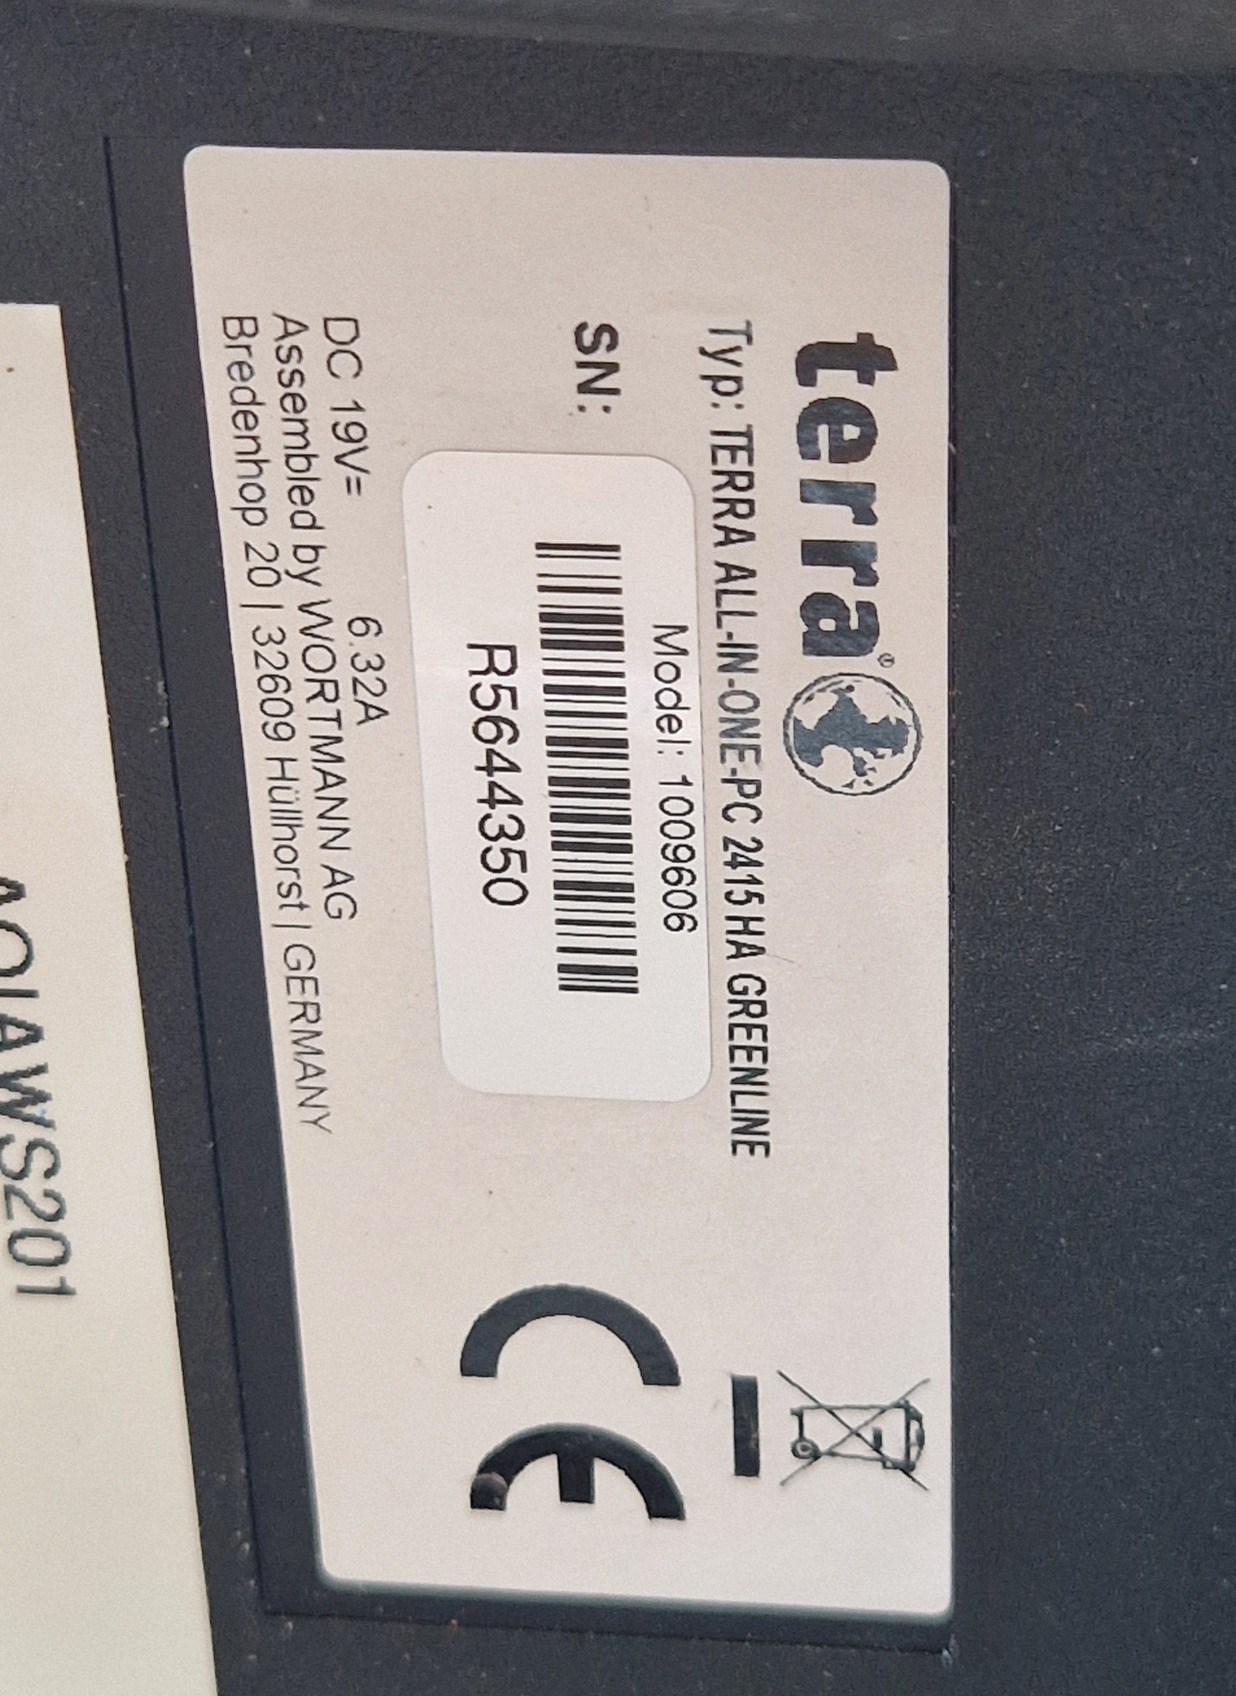 terra®
Typ: TERRA ALL-IN-ONE-PC 2415 HA GREENLINE
Model: 1009606
SN:
R5644350
DC 19V= 6.32A
Assembled by WORTMANN AG
Bredenhop 20 | 32609 Hüllhorst | GERMANY
CE